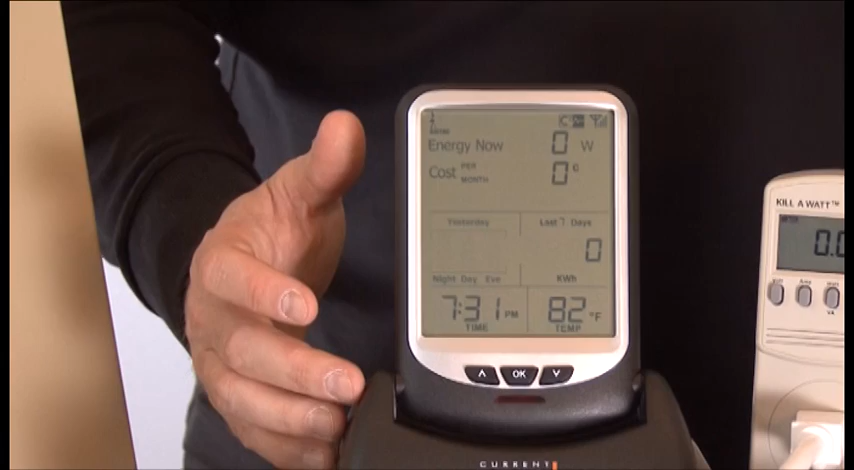 Energy Now 0 W
Cost PER MONTH 0 c
Yesterday
Last 7 Days
0
Night Day Eve
KWh
7:31 PM
82 °F
TIME
TEMP
OK
CURRENT
KILL A WATT™
0.0
VA